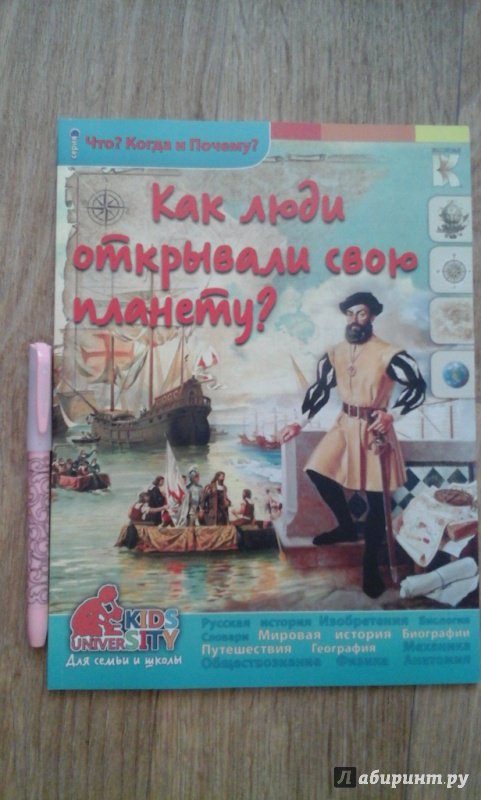 серия
Что? Когда и Почему?
Как люди
открывали свою
планету?
KIDS
UNIVERSITY
Для семьи и школы
Русская история Изобретения Биология
Словари Мировая история Биографии
Путешествия География Механика
Обществознание Физика Анатомия
Лабиринт.ру